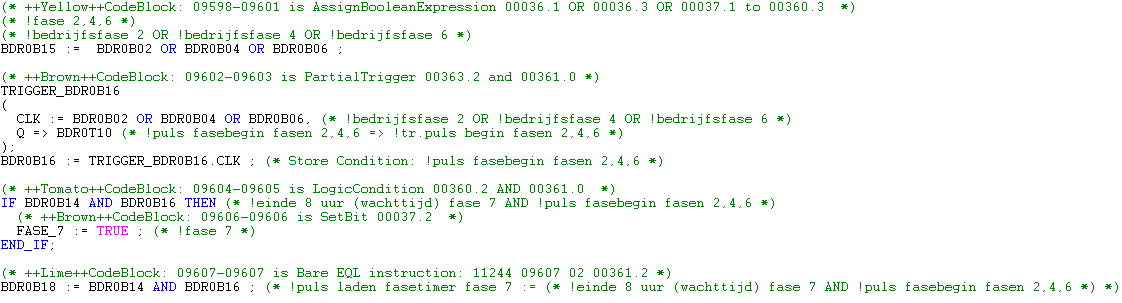 (* ++Yellow++CodeBlock: 09598-09601 is AssignBooleanExpression 00036.1 OR 00036.3 OR 00037.1 to 00360.3  *)
(* !fase 2,4,6 *)
(* !bedrijfsfase 2 OR !bedrijfsfase 4 OR !bedrijfsfase 6 *)
BDR0B15 :=  BDR0B02 OR BDR0B04 OR BDR0B06 ;
(* ++Brown++CodeBlock: 09602-09603 is PartialTrigger 00363.2 and 00361.0 *)
TRIGGER_BDR0B16
(
  CLK := BDR0B02 OR BDR0B04 OR BDR0B06, (* !bedrijfsfase 2 OR !bedrijfsfase 4 OR !bedrijfsfase 6 *)
  Q => BDR0T10 (* !puls fasebegin fasen 2,4,6 => !tr.puls begin fasen 2,4,6 *)
);
BDR0B16 := TRIGGER_BDR0B16.CLK ; (* Store Condition: !puls fasebegin fasen 2,4,6 *)
(* ++Tomato++CodeBlock: 09604-09605 is LogicCondition 00360.2 AND 00361.0  *)
IF BDR0B14 AND BDR0B16 THEN (* !einde 8 uur (wachttijd) fase 7 AND !puls fasebegin fasen 2,4,6 *)
  (* ++Brown++CodeBlock: 09606-09606 is SetBit 00037.2  *)
  FASE_7 := TRUE ; (* !fase 7 *)
END_IF;
(* ++Lime++CodeBlock: 09607-09607 is Bare EQL instruction: 11244 09607 02 00361.2 *)
BDR0B18 := BDR0B14 AND BDR0B16 ; (* !puls laden fasetimer fase 7 := (* !einde 8 uur (wachttijd) fase 7 AND !puls fasebegin fasen 2,4,6 *) *)